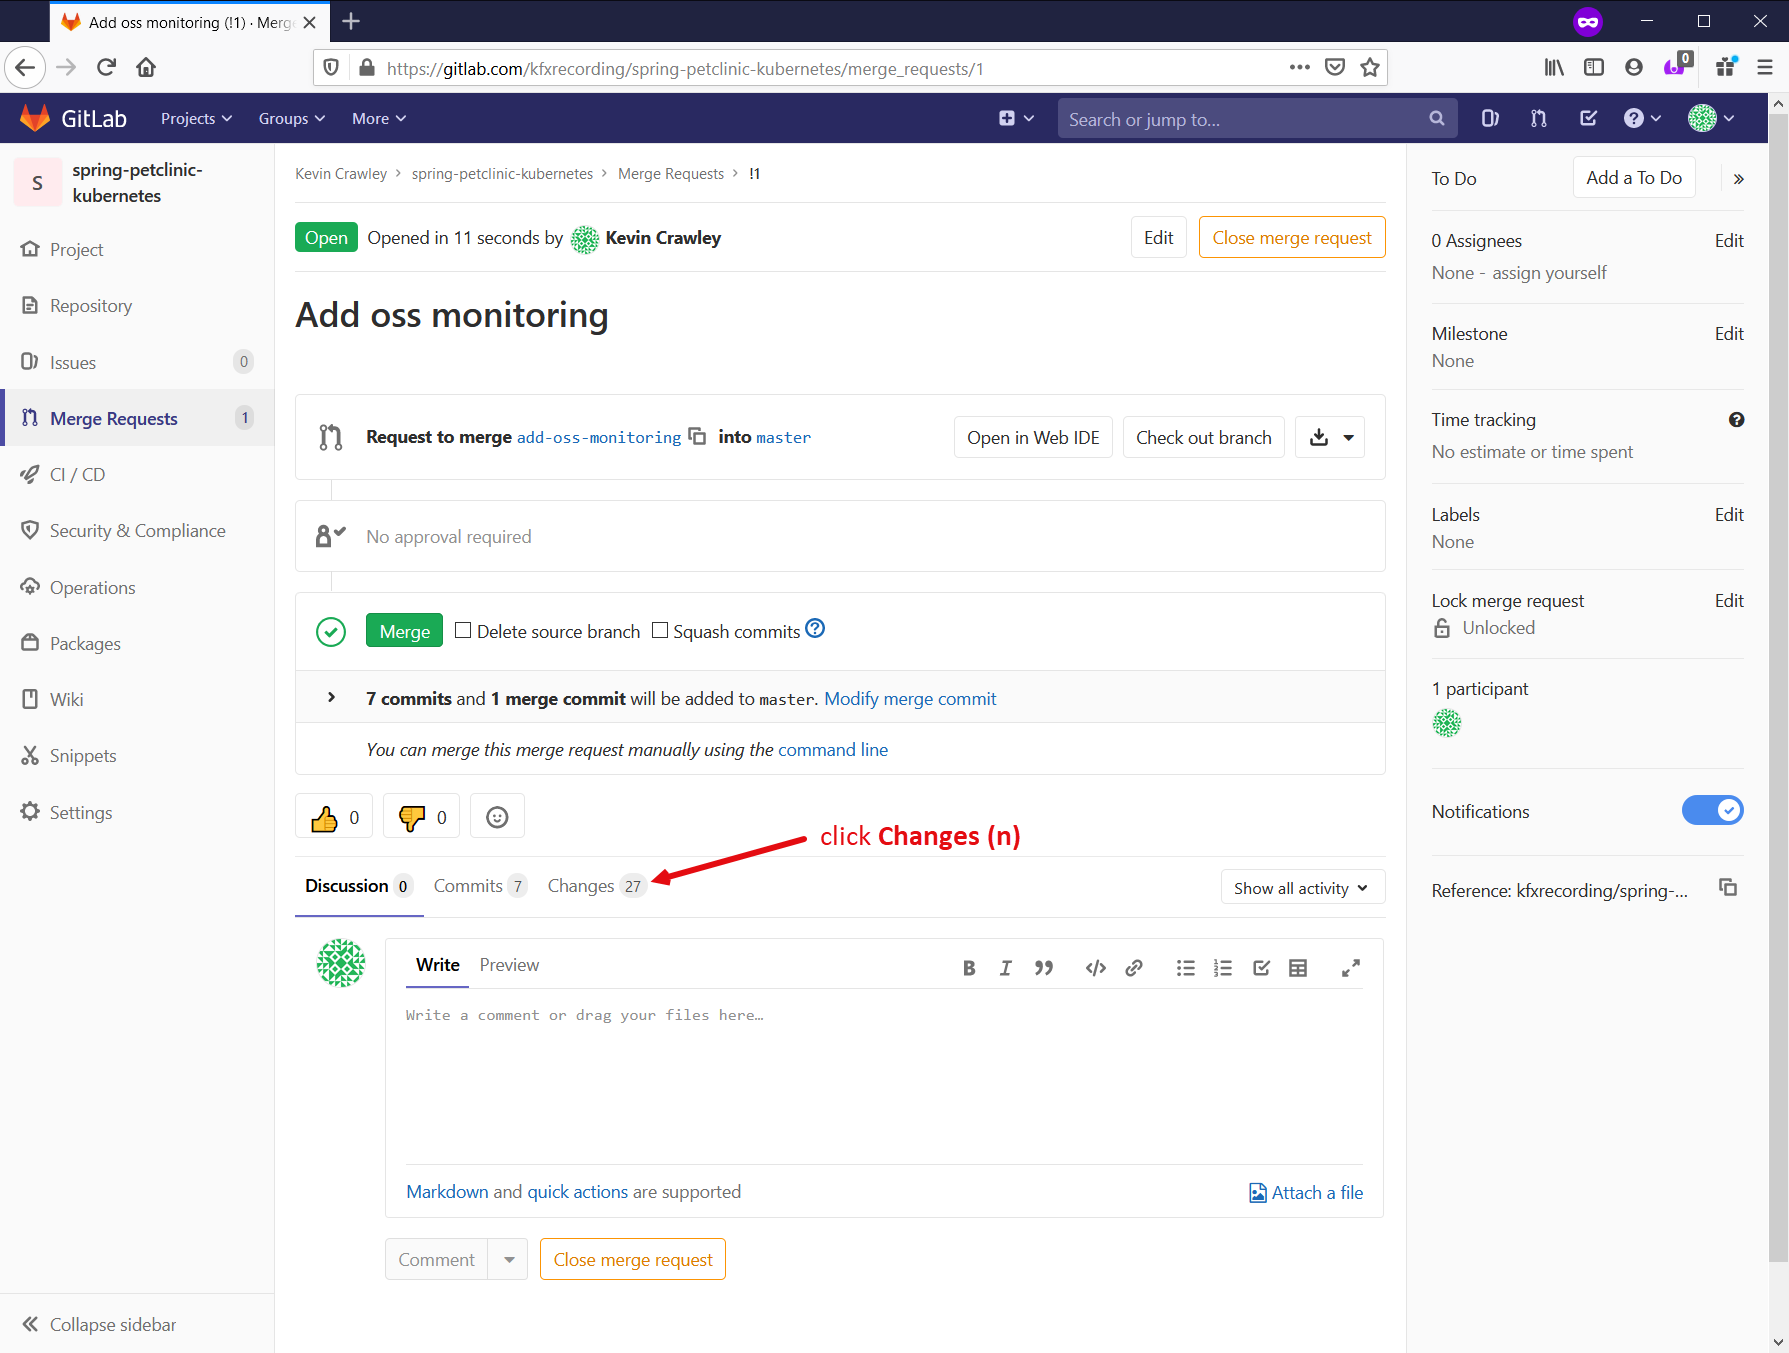 Add oss monitoring (!1) · Merge
https://gitlab.com/kfxrecording/spring-petclinic-kubernetes/merge_requests/1
0
GitLab
Projects
Groups
More
Search or jump to...
S
spring-petclinic-kubernetes
Project
Repository
Issues
0
Merge Requests
1
CI / CD
Security & Compliance
Operations
Packages
Wiki
Snippets
Settings
Collapse sidebar
Kevin Crawley > spring-petclinic-kubernetes > Merge Requests > !1
Open
Opened in 11 seconds by Kevin Crawley
Edit
Close merge request
Add oss monitoring
Request to merge add-oss-monitoring into master
Open in Web IDE
Check out branch
No approval required
Merge
Delete source branch
Squash commits
7 commits and 1 merge commit will be added to master. Modify merge commit
You can merge this merge request manually using the command line
0
0
click Changes (n)
Discussion 0
Commits 7
Changes 27
Show all activity
Write
Preview
Write a comment or drag your files here…
Markdown and quick actions are supported
Attach a file
Comment
Close merge request
To Do
Add a To Do
0 Assignees
Edit
None - assign yourself
Milestone
Edit
None
Time tracking
No estimate or time spent
Labels
Edit
None
Lock merge request
Edit
Unlocked
1 participant
Notifications
Reference: kfxrecording/spring-...